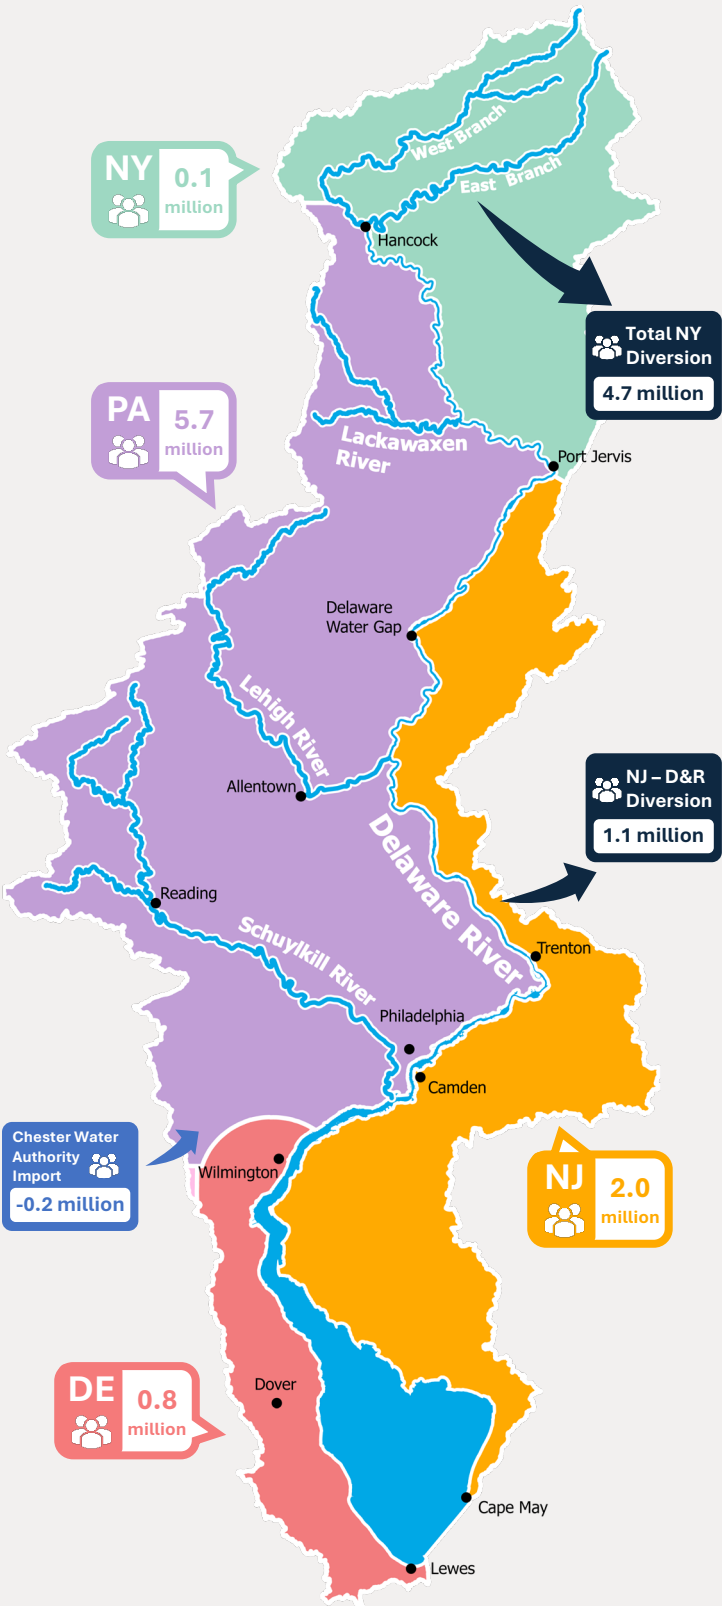 West Branch
East Branch
NY
0.1
million
Hancock
Total NY
Diversion
4.7 million
PA
5.7
million
Lackawaxen
River
Port Jervis
Delaware
Water Gap
Lehigh River
Allentown
NJ – D&R
Diversion
1.1 million
Delaware River
Reading
Schuylkill River
Trenton
Philadelphia
Camden
Chester Water
Authority
Import
-0.2 million
Wilmington
NJ
2.0
million
DE
0.8
million
Dover
Cape May
Lewes